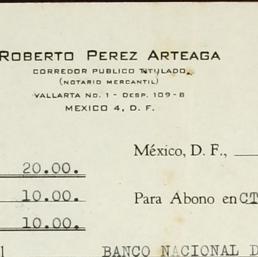 ROBERTO PEREZ ARTEAGA
CORREDOR PUBLICO TITULADO.
(NOTARIO MERCANTIL)
VALLARTA NO. 1 - DESP. 109-B
MEXICO 4, D. F.
México, D. F.,
20.00.
10.00. Para Abono en CT
10.00.
BANCO NACIONAL D